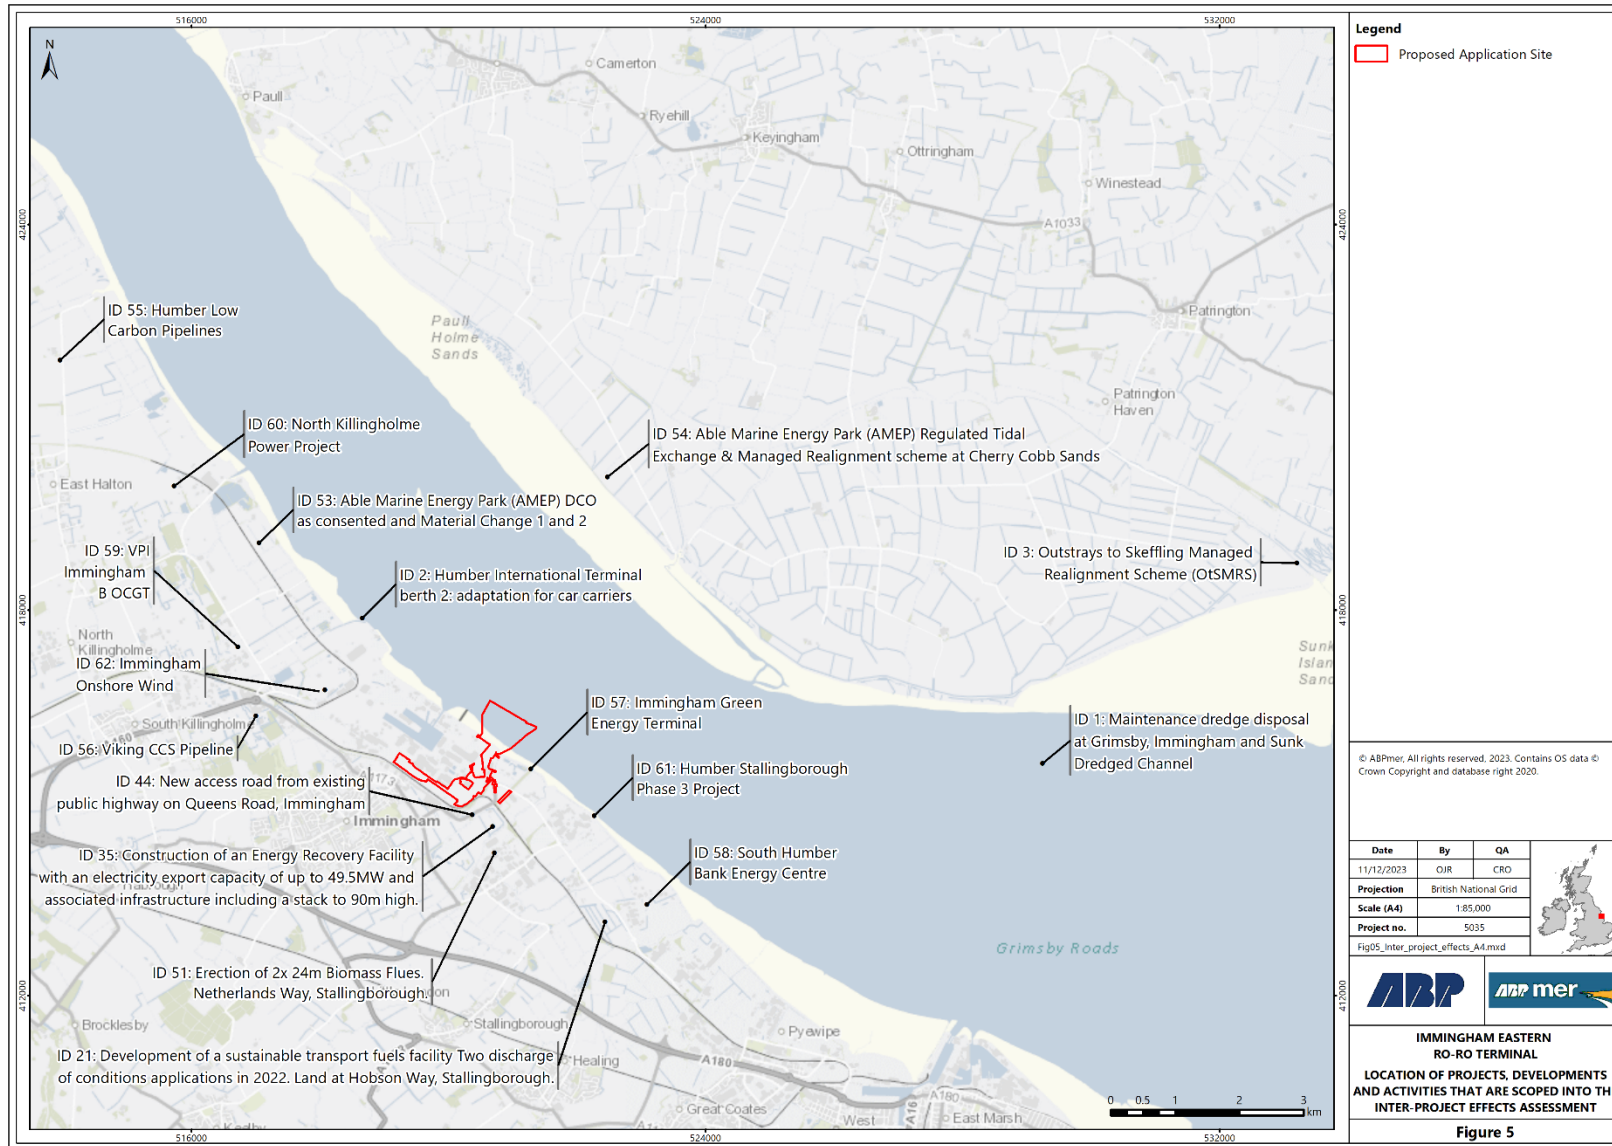 516000
524000
532000
N
Camerton
Paull
Ryehill
Keyingham
Ottringham
Winestead
A1033
424000
424000
Patrington
ID 55: Humber Low
Carbon Pipelines
Paull
Holme
Sands
Patrington
Haven
ID 60: North Killingholme
Power Project
ID 54: Able Marine Energy Park (AMEP) Regulated Tidal
Exchange & Managed Realignment scheme at Cherry Cobb Sands
East Halton
ID 53: Able Marine Energy Park (AMEP) DCO
as consented and Material Change 1 and 2
ID 59: VPI
Immingham
B OCGT
ID 3: Outstrays to Skeffling Managed
Realignment Scheme (OtSMRS)
ID 2: Humber International Terminal
berth 2: adaptation for car carriers
418000
418000
North
Killingholme
Sunk
Islan
Sand
ID 62: Immingham
Onshore Wind
ID 57: Immingham Green
Energy Terminal
South Killingholme
A160
ID 56: Viking CCS Pipeline
ID 1: Maintenance dredge disposal
at Grimsby, Immingham and Sunk
Dredged Channel
A1173
ID 44: New access road from existing
public highway on Queens Road, Immingham
ID 61: Humber Stallingborough
Phase 3 Project
Immingham
ID 35: Construction of an Energy Recovery Facility
with an electricity export capacity of up to 49.5MW and
associated infrastructure including a stack to 90m high.
ID 58: South Humber
Bank Energy Centre
Grimsby Roads
ID 51: Erection of 2x 24m Biomass Flues.
Netherlands Way, Stallingborough.
412000
412000
Brocklesby
Stallingborough
Pyewipe
ID 21: Development of a sustainable transport fuels facility Two discharge
of conditions applications in 2022. Land at Hobson Way, Stallingborough.
Healing
A180
A180
A16
Great Coates
West
East Marsh
0 0.5 1 2 3
km
516000
524000
532000
Legend
Proposed Application Site
© ABPmer, All rights reserved, 2023. Contains OS data ©
Crown Copyright and database right 2020.
Date By QA
11/12/2023 OJR CRO
Projection British National Grid
Scale (A4) 1:85,000
Project no. 5035
Fig05_Inter_project_effects_A4.mxd
ABP
ABP mer
IMMINGHAM EASTERN
RO-RO TERMINAL
LOCATION OF PROJECTS, DEVELOPMENTS
AND ACTIVITIES THAT ARE SCOPED INTO TH
INTER-PROJECT EFFECTS ASSESSMENT
Figure 5